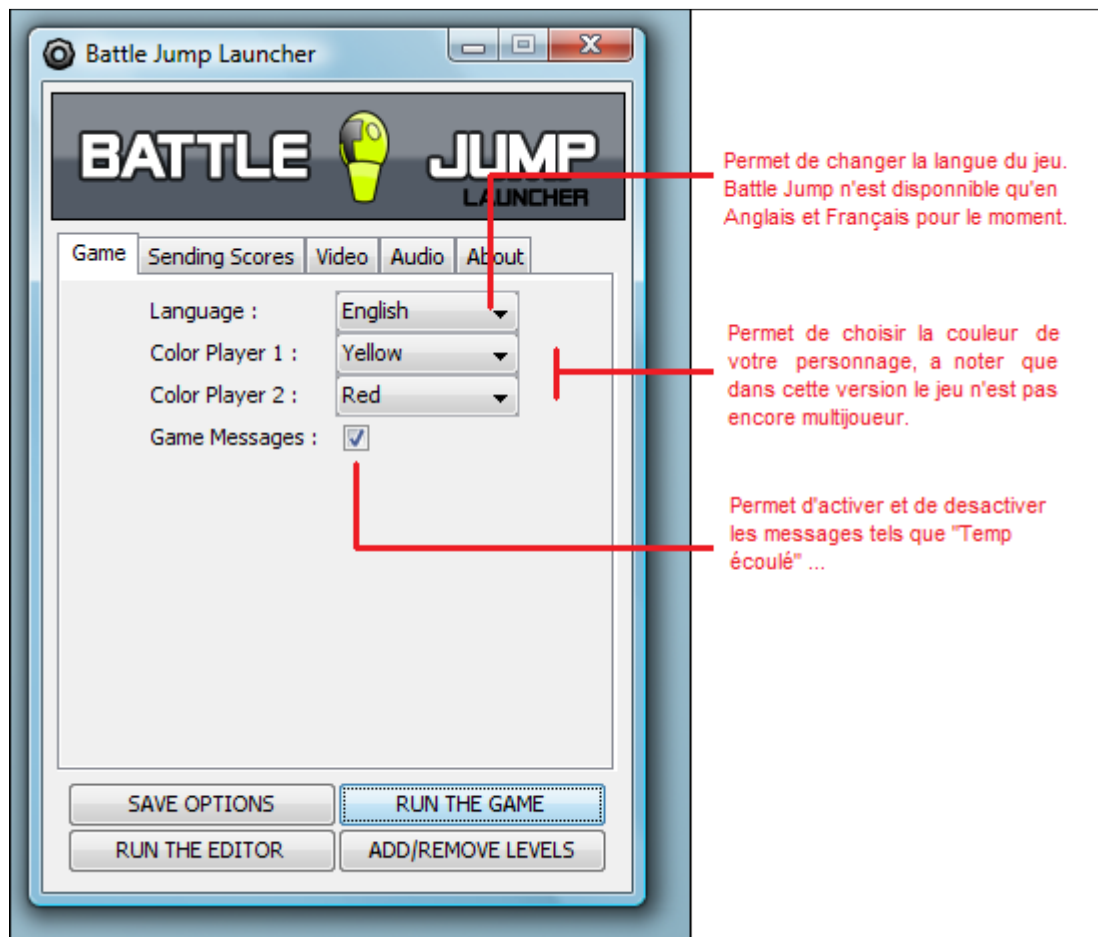 Battle Jump Launcher
BATTLE JUMP
LAUNCHER
Game Sending Scores Video Audio About
Language : English
Color Player 1 : Yellow
Color Player 2 : Red
Game Messages :
SAVE OPTIONS RUN THE GAME
RUN THE EDITOR ADD/REMOVE LEVELS
Permet de changer la langue du jeu.
Battle Jump n'est disponnible qu'en
Anglais et Français pour le moment.
Permet de choisir la couleur de
votre personnage, a noter que
dans cette version le jeu n'est pas
encore multijoueur.
Permet d'activer et de desactiver
les messages tels que "Temp
écoulé" ...